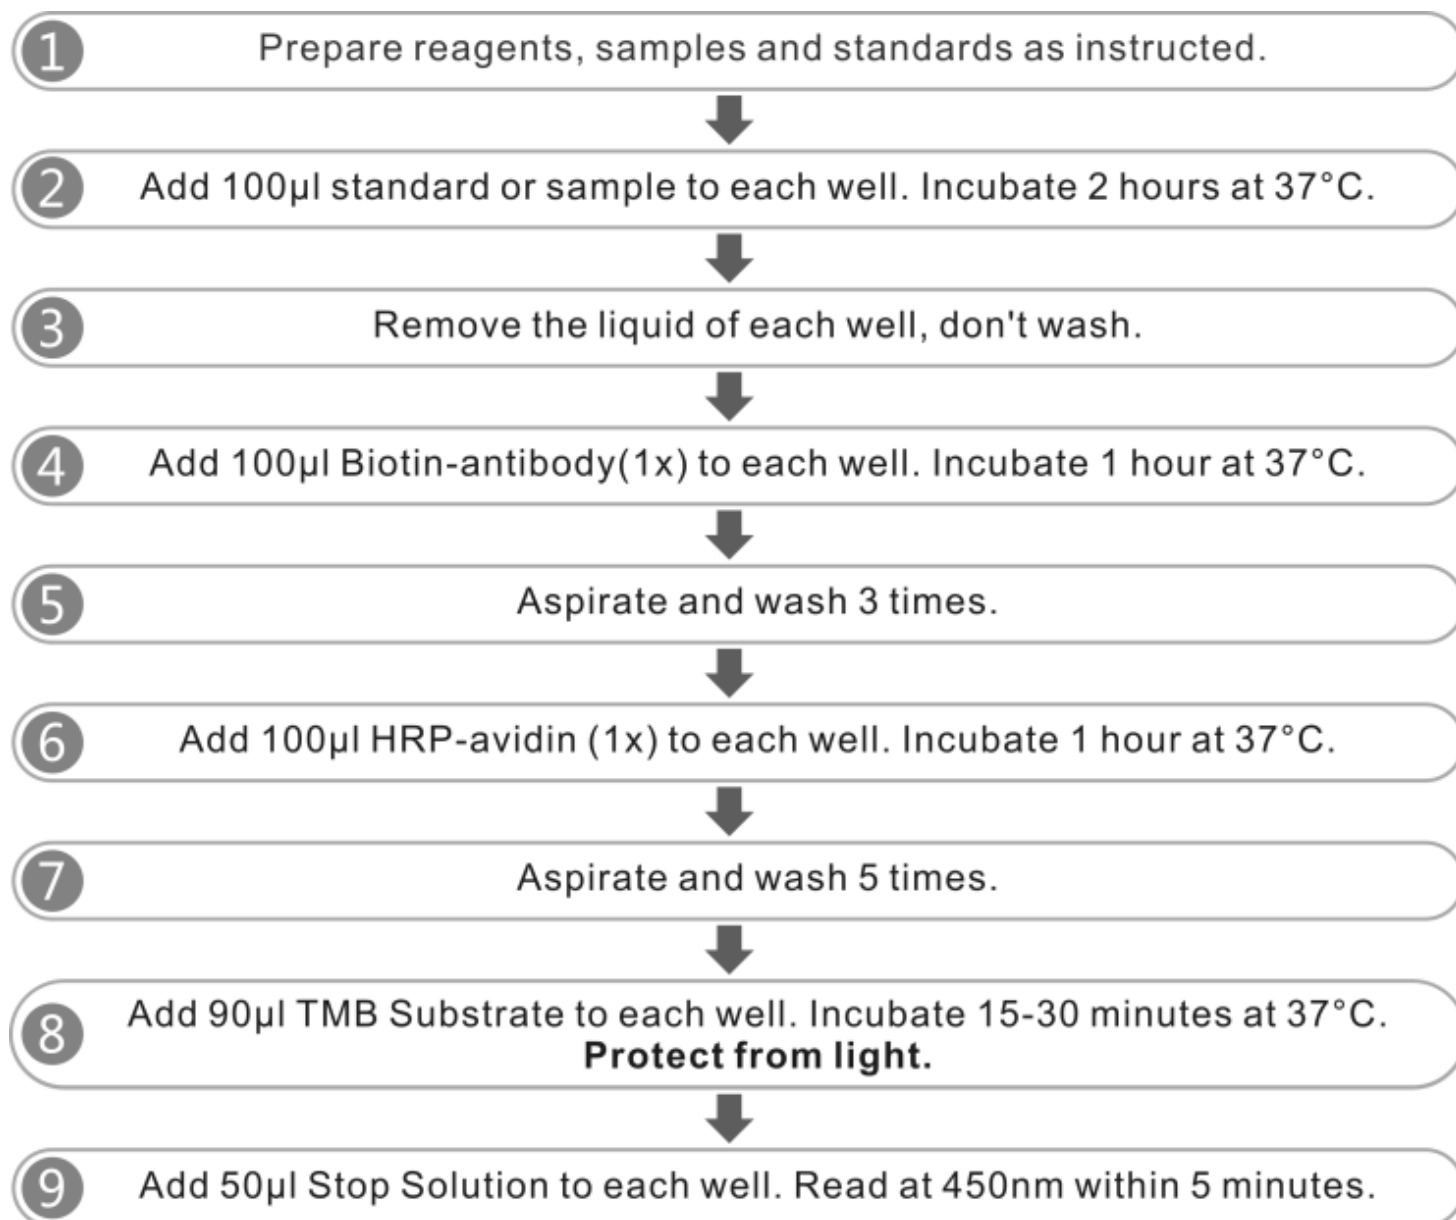 1 Prepare reagents, samples and standards as instructed.
2 Add 100µl standard or sample to each well. Incubate 2 hours at 37°C.
3 Remove the liquid of each well, don't wash.
4 Add 100µl Biotin-antibody(1x) to each well. Incubate 1 hour at 37°C.
5 Aspirate and wash 3 times.
6 Add 100µl HRP-avidin (1x) to each well. Incubate 1 hour at 37°C.
7 Aspirate and wash 5 times.
8 Add 90µl TMB Substrate to each well. Incubate 15-30 minutes at 37°C.
Protect from light.
9 Add 50µl Stop Solution to each well. Read at 450nm within 5 minutes.